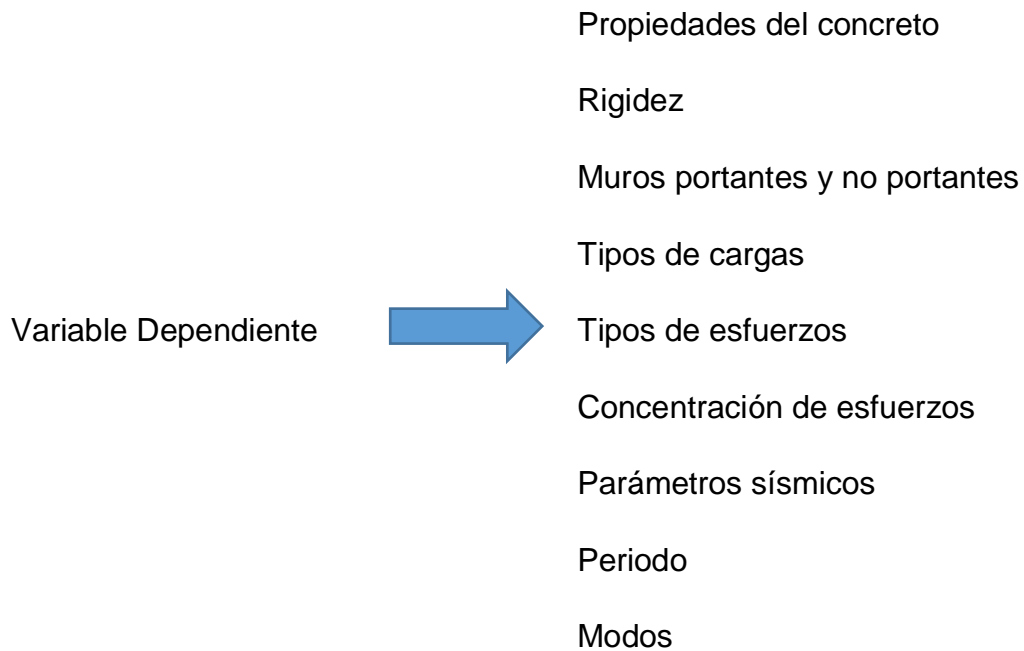 Propiedades del concreto
Rigidez
Muros portantes y no portantes
Tipos de cargas
Variable Dependiente
Tipos de esfuerzos
Concentración de esfuerzos
Parámetros sísmicos
Periodo
Modos